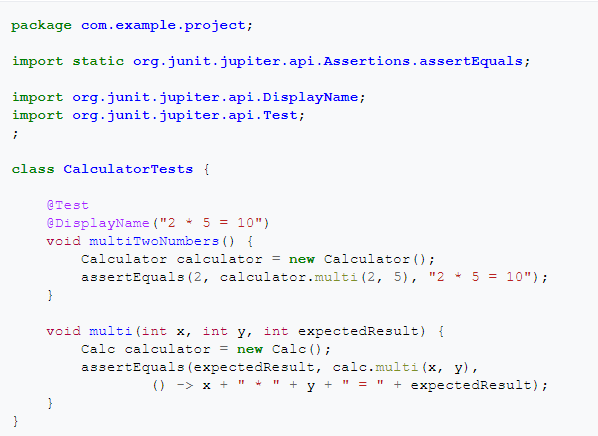 package com.example.project;
import static org.junit.jupiter.api.Assertions.assertEquals;
import org.junit.jupiter.api.DisplayName;
import org.junit.jupiter.api.Test;
;
class CalculatorTests {
@Test
@DisplayName("2 * 5 = 10")
void multiTwoNumbers() {
Calculator calculator = new Calculator();
assertEquals(2, calculator.multi(2, 5), "2 * 5 = 10");
}
void multi(int x, int y, int expectedResult) {
Calc calculator = new Calc();
assertEquals(expectedResult, calc.multi(x, y),
() -> x + " * " + y + " = " + expectedResult);
}
}